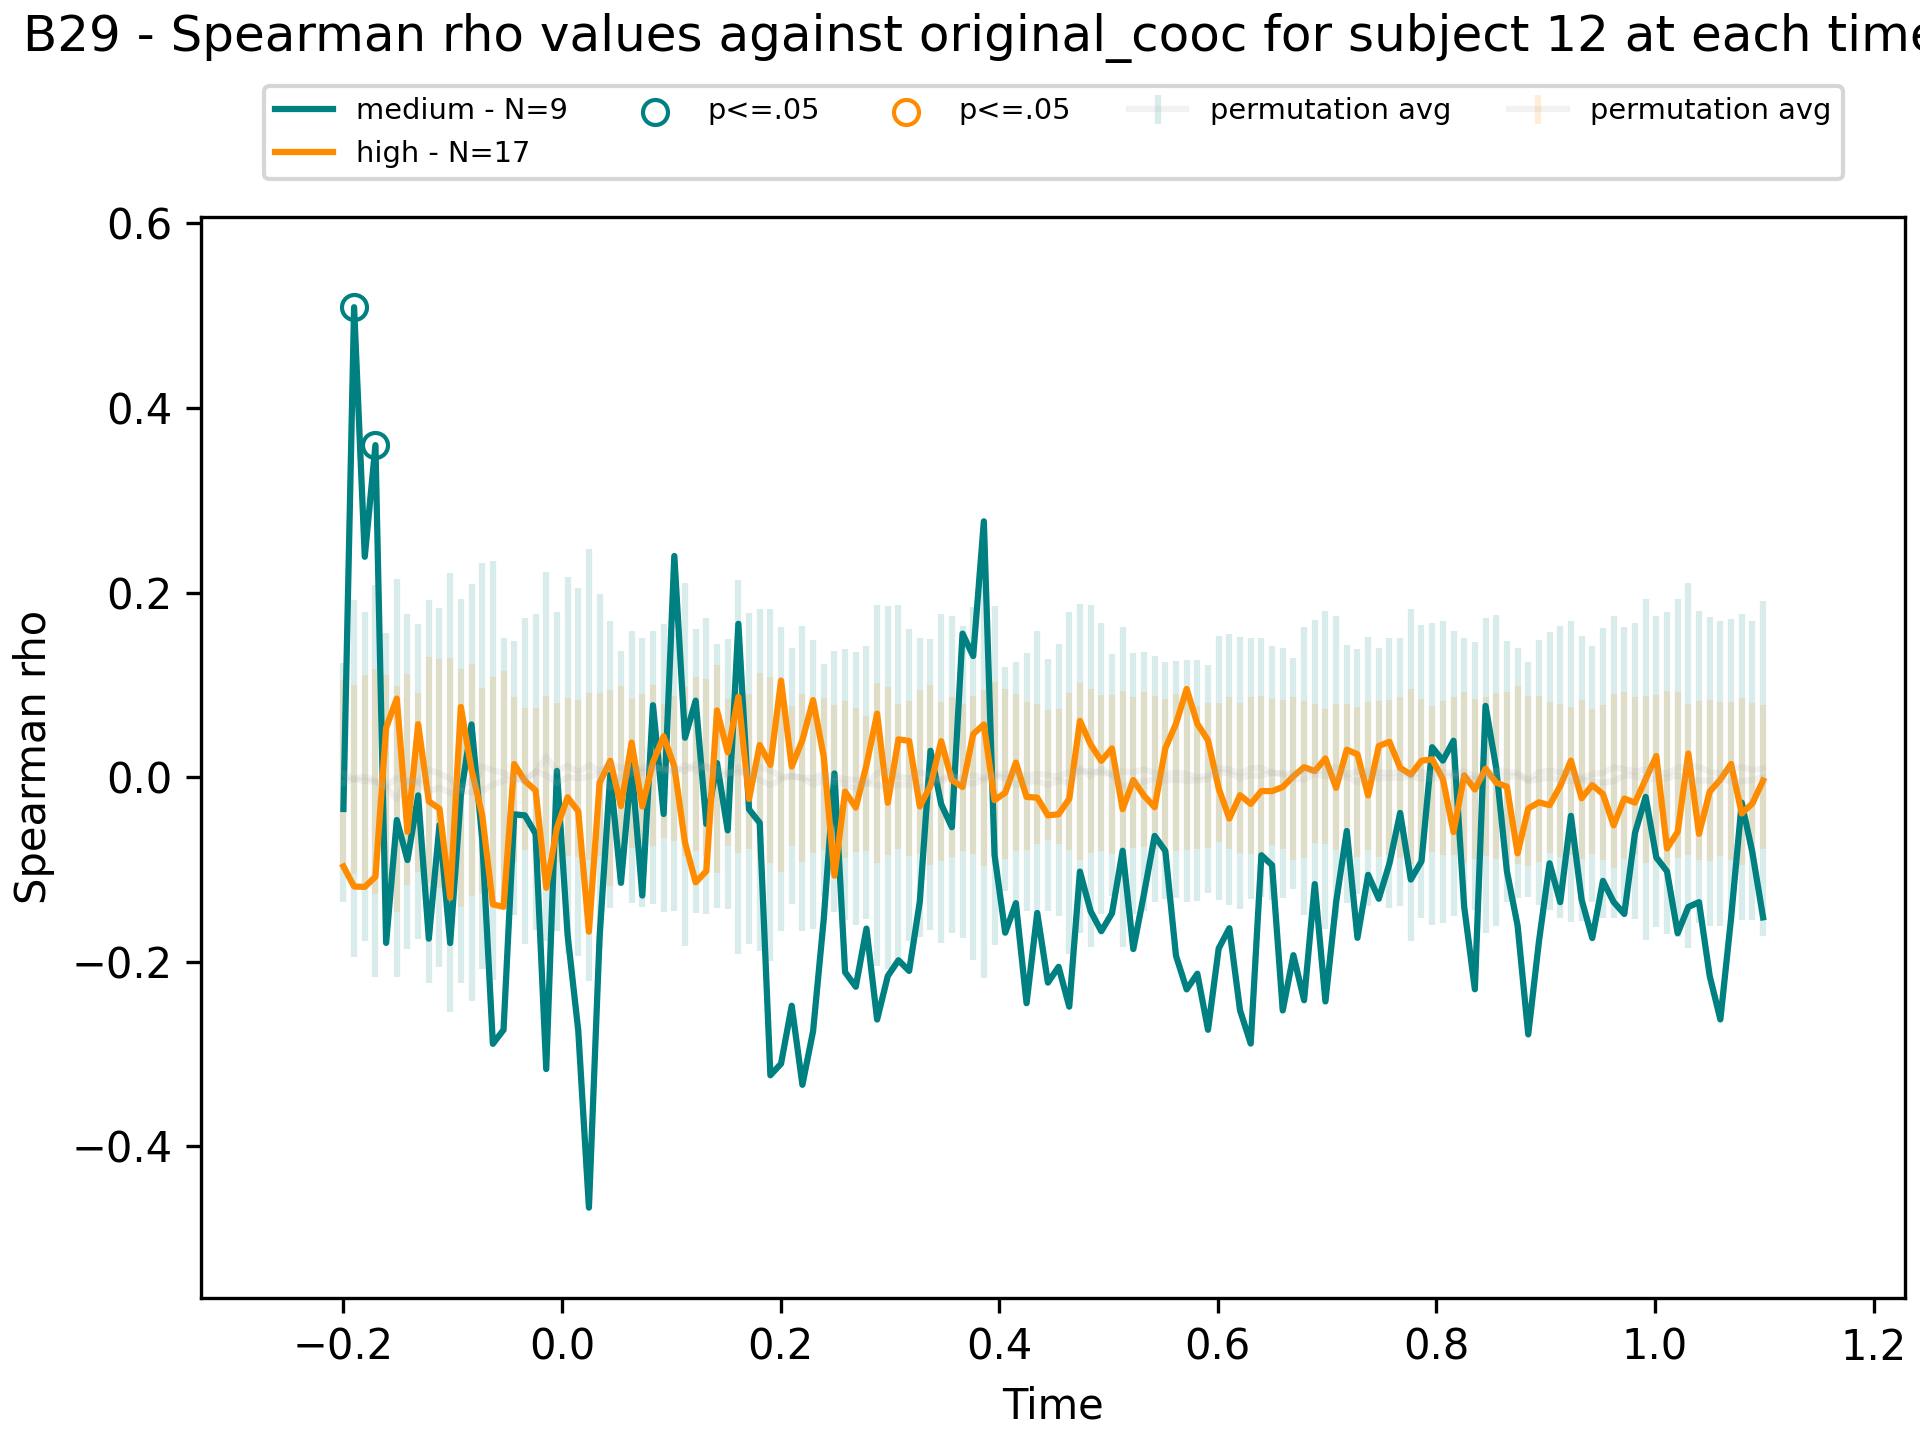 B29 - Spearman rho values against original_cooc for subject 12 at each time
medium - N=9
high - N=17
p<=.05
p<=.05
permutation avg
permutation avg
Spearman rho
0.6
0.4
0.2
0.0
−0.2
−0.4
−0.2
0.0
0.2
0.4
0.6
0.8
1.0
1.2
Time